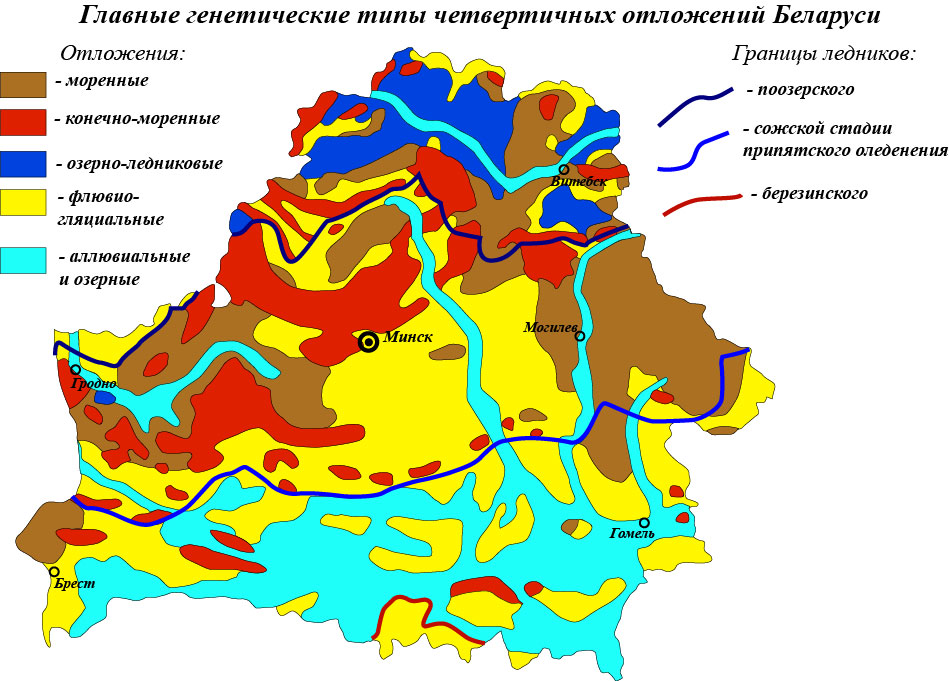 Главные генетические типы четвертичных отложений Беларуси
Отложения:
- моренные
- конечно-моренные
- озерно-ледниковые
- флювио-
гляциальные
- аллювиальные
и озерные
Границы ледников:
- поозерского
- сожской стадии
припятского оледенения
- березинского
Витебск
Могилев
Минск
Гродно
Гомель
Брест